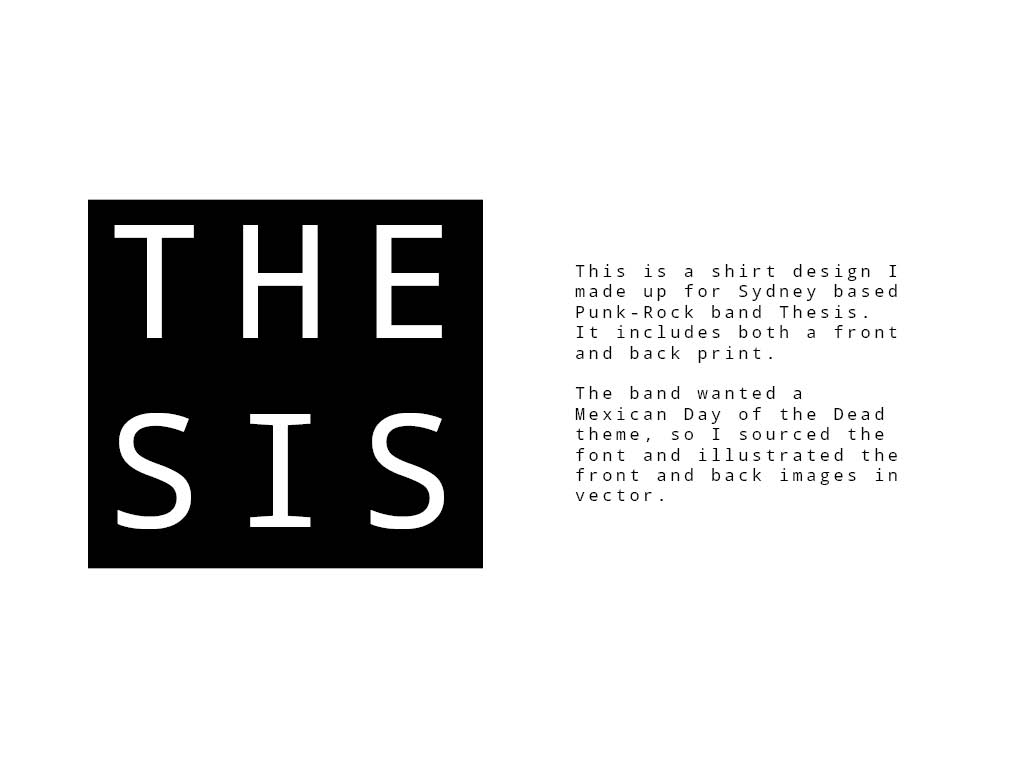 THE
SIS
This is a shirt design I
made up for Sydney based
Punk-Rock band Thesis.
It includes both a front
and back print.
The band wanted a
Mexican Day of the Dead
theme, so I sourced the
font and illustrated the
front and back images in
vector.